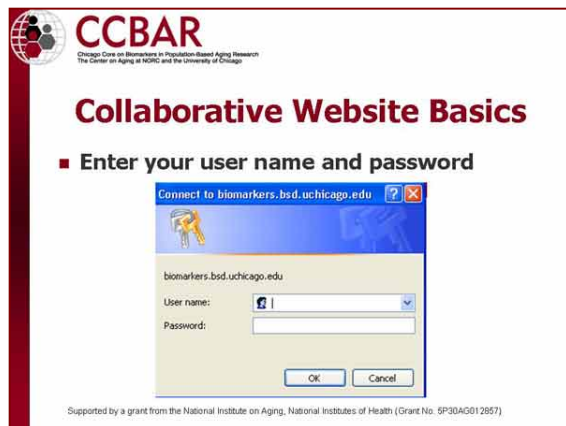 CCBAR
Chicago Core on Biomarkers in Population-Based Aging Research
The Center on Aging at NORC and the University of Chicago
Collaborative Website Basics
Enter your user name and password
Connect to biomarkers.bsd.uchicago.edu
biomarkers.bsd.uchicago.edu
User name:
Password:
OK Cancel
Supported by a grant from the National Institute on Aging, National Institutes of Health (Grant No. 5P30AG012857)